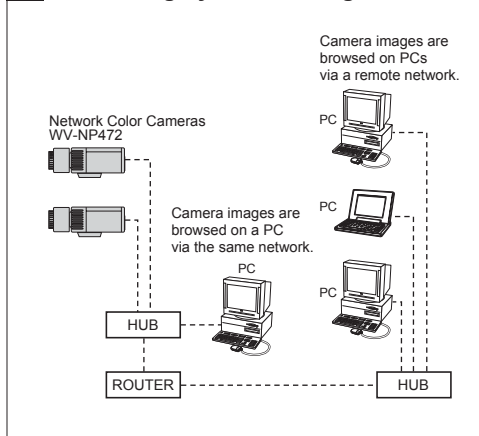 Camera images are
browsed on PCs
via a remote network.
PC
Network Color Cameras
WV-NP472
PC
Camera images are
browsed on a PC
via the same network.
PC
PC
HUB
ROUTER
HUB